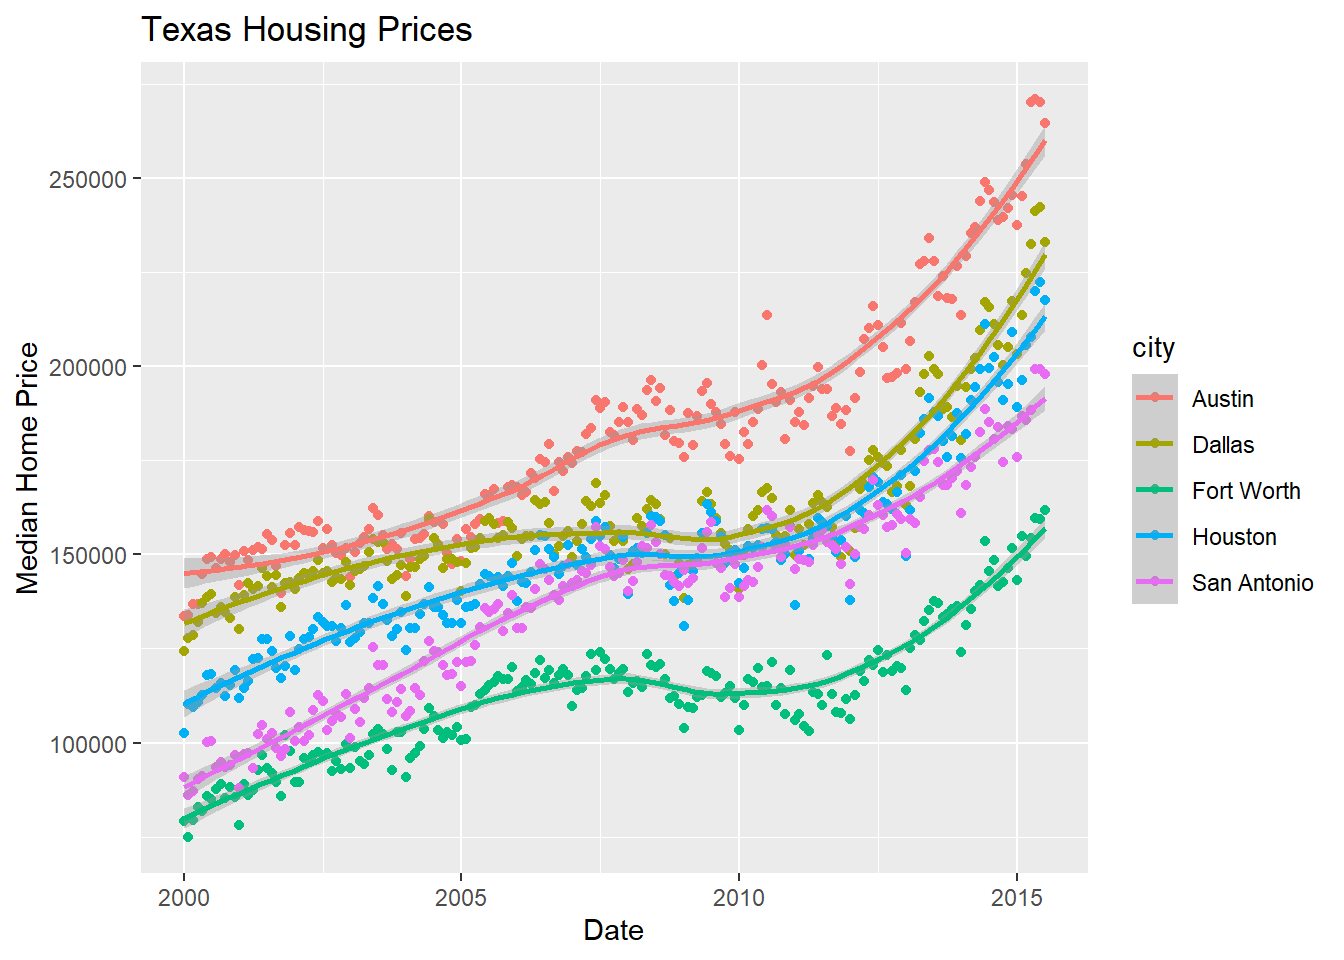 Texas Housing Prices
Median Home Price
250000
200000
150000
100000
2000 2005 2010 2015
Date
city
Austin
Dallas
Fort Worth
Houston
San Antonio